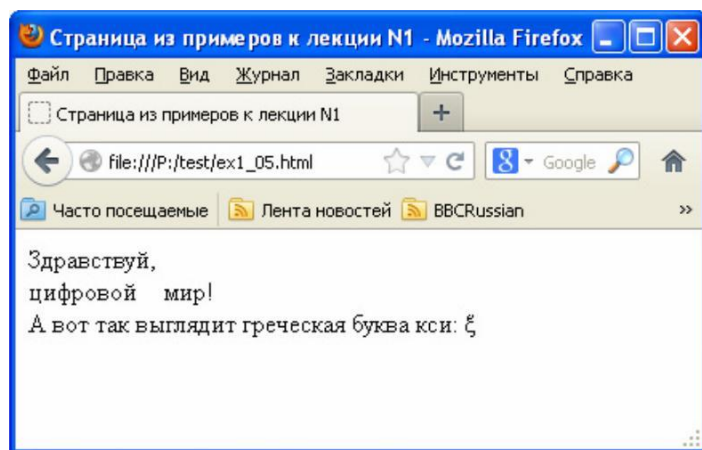 Страница из примеров к лекции N1 - Mozilla Firefox
Файл Правка Вид Журнал Закладки Инструменты Справка
Страница из примеров к лекции N1 +
file:///P:/test/ex1_05.html 8 Google
Часто посещаемые Лента новостей BBCRussian »
Здравствуй,
цифровой мир!
А вот так выглядит греческая буква кси: ξ